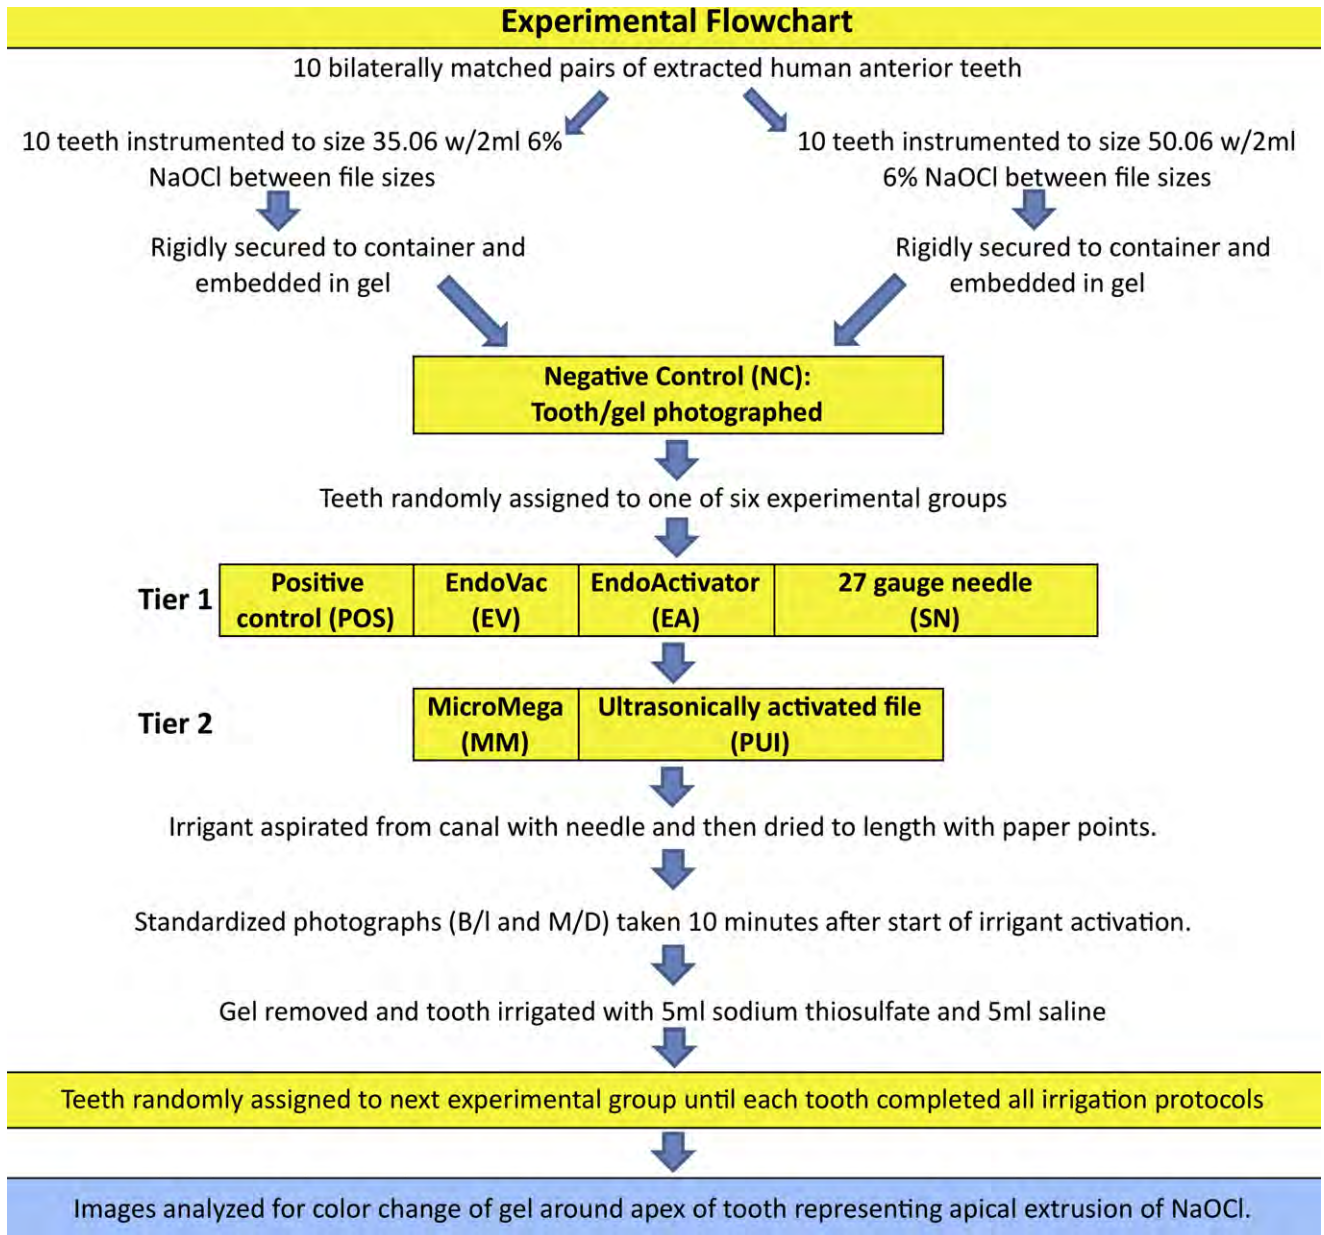 Experimental Flowchart
10 bilaterally matched pairs of extracted human anterior teeth
10 teeth instrumented to size 35.06 w/2ml 6%
NaOCl between file sizes
10 teeth instrumented to size 50.06 w/2ml
6% NaOCl between file sizes
Rigidly secured to container and
embedded in gel
Rigidly secured to container and
embedded in gel
Negative Control (NC):
Tooth/gel photographed
Teeth randomly assigned to one of six experimental groups
Tier 1
Positive
control (POS)
EndoVac
(EV)
EndoActivator
(EA)
27 gauge needle
(SN)
Tier 2
MicroMega
(MM)
Ultrasonically activated file
(PUI)
Irrigant aspirated from canal with needle and then dried to length with paper points.
Standardized photographs (B/l and M/D) taken 10 minutes after start of irrigant activation.
Gel removed and tooth irrigated with 5ml sodium thiosulfate and 5ml saline
Teeth randomly assigned to next experimental group until each tooth completed all irrigation protocols
Images analyzed for color change of gel around apex of tooth representing apical extrusion of NaOCl.